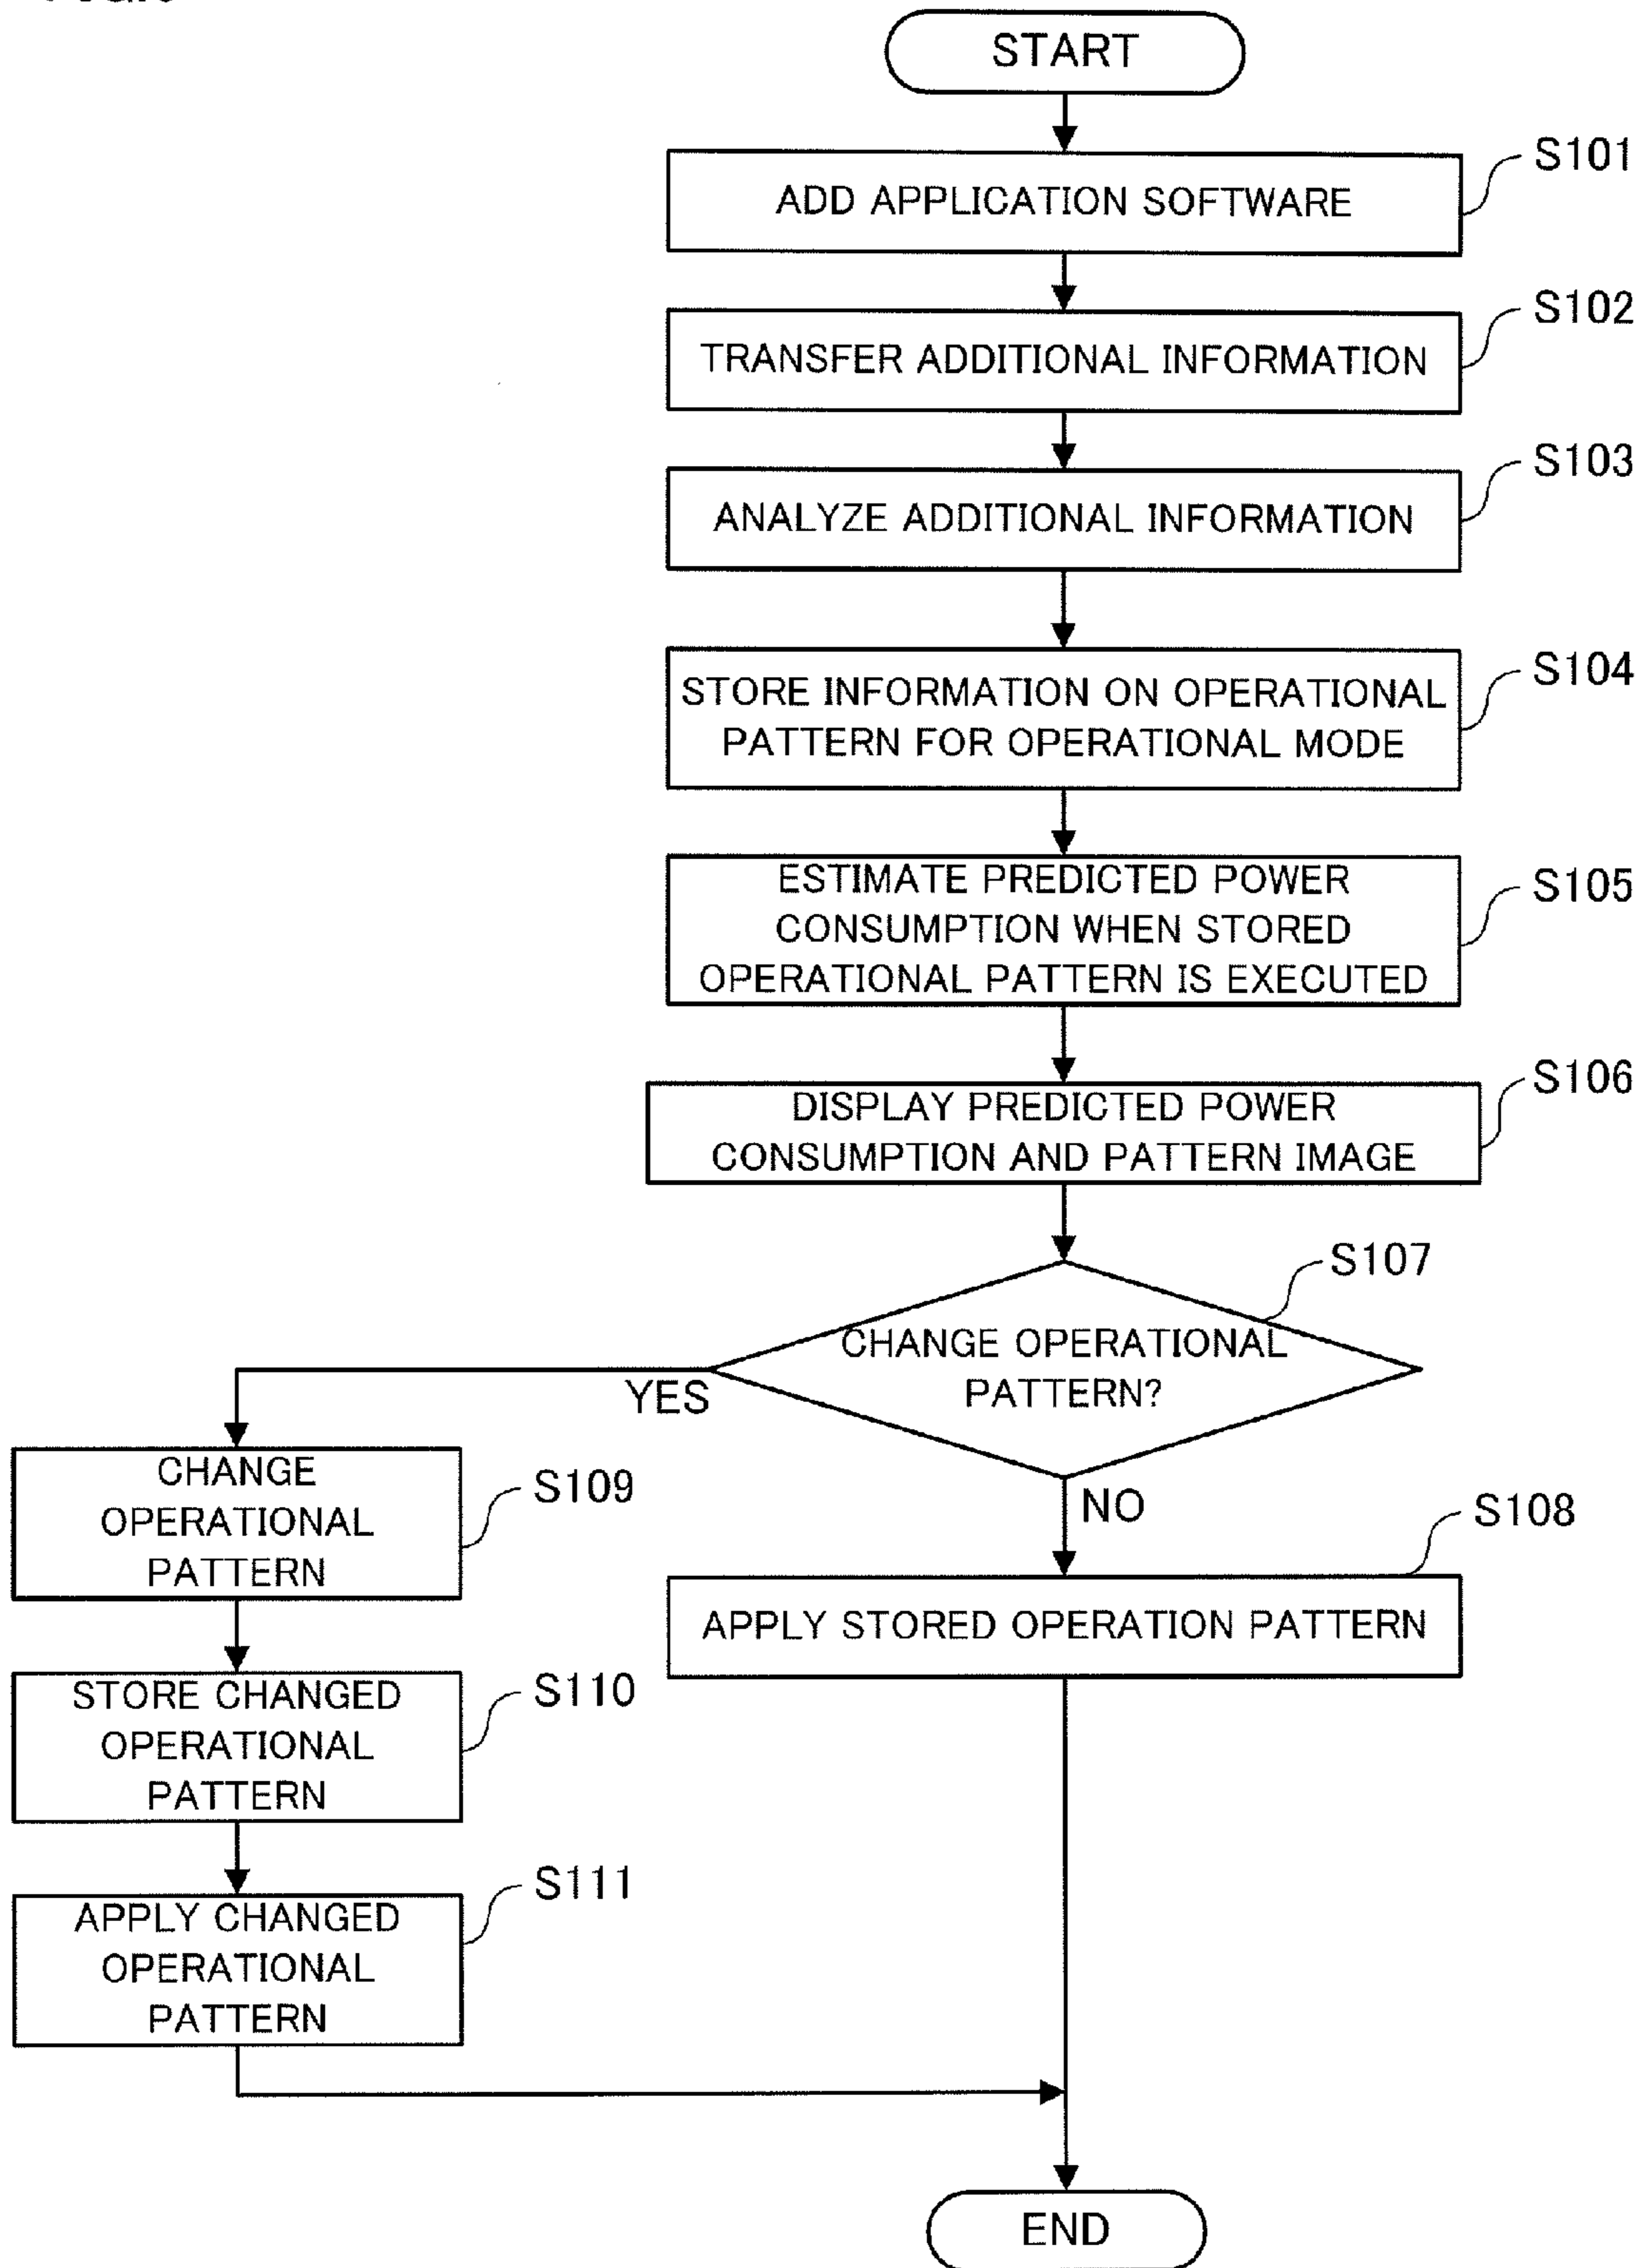 START
S101
ADD APPLICATION SOFTWARE
S102
TRANSFER ADDITIONAL INFORMATION
S103
ANALYZE ADDITIONAL INFORMATION
S104
STORE INFORMATION ON OPERATIONAL
PATTERN FOR OPERATIONAL MODE
S105
ESTIMATE PREDICTED POWER
CONSUMPTION WHEN STORED
OPERATIONAL PATTERN IS EXECUTED
S106
DISPLAY PREDICTED POWER
CONSUMPTION AND PATTERN IMAGE
S107
CHANGE OPERATIONAL
PATTERN?
YES
NO
S109
CHANGE
OPERATIONAL
PATTERN
S108
APPLY STORED OPERATION PATTERN
S110
STORE CHANGED
OPERATIONAL
PATTERN
S111
APPLY CHANGED
OPERATIONAL
PATTERN
END